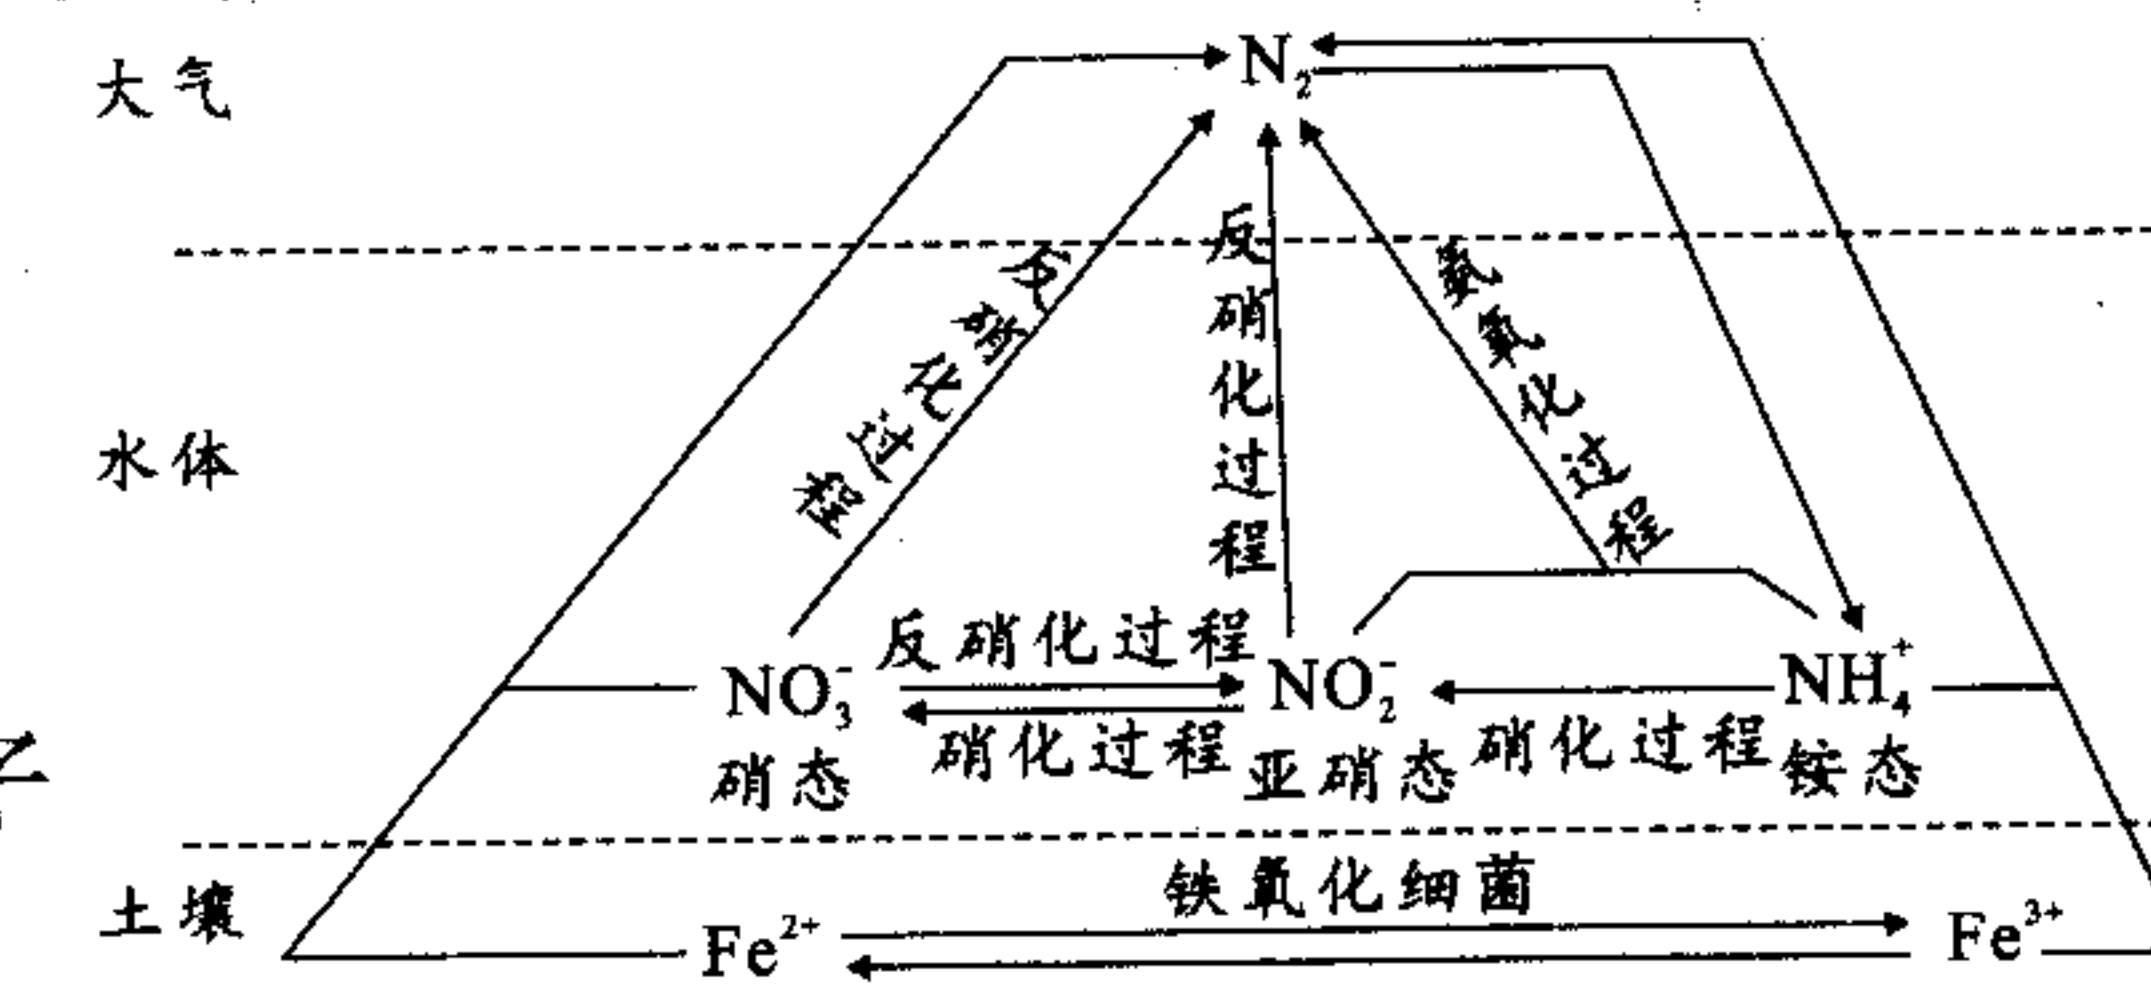 大气
N₂
水体
反硝化过程
反硝化过程
氨氧化过程
反硝化过程
NO₃⁻
NO₂⁻
NH₄⁺
硝化过程
硝化过程
硝态
亚硝态
铵态
乙
土壤
铁氧化细菌
Fe²⁺
Fe³⁺